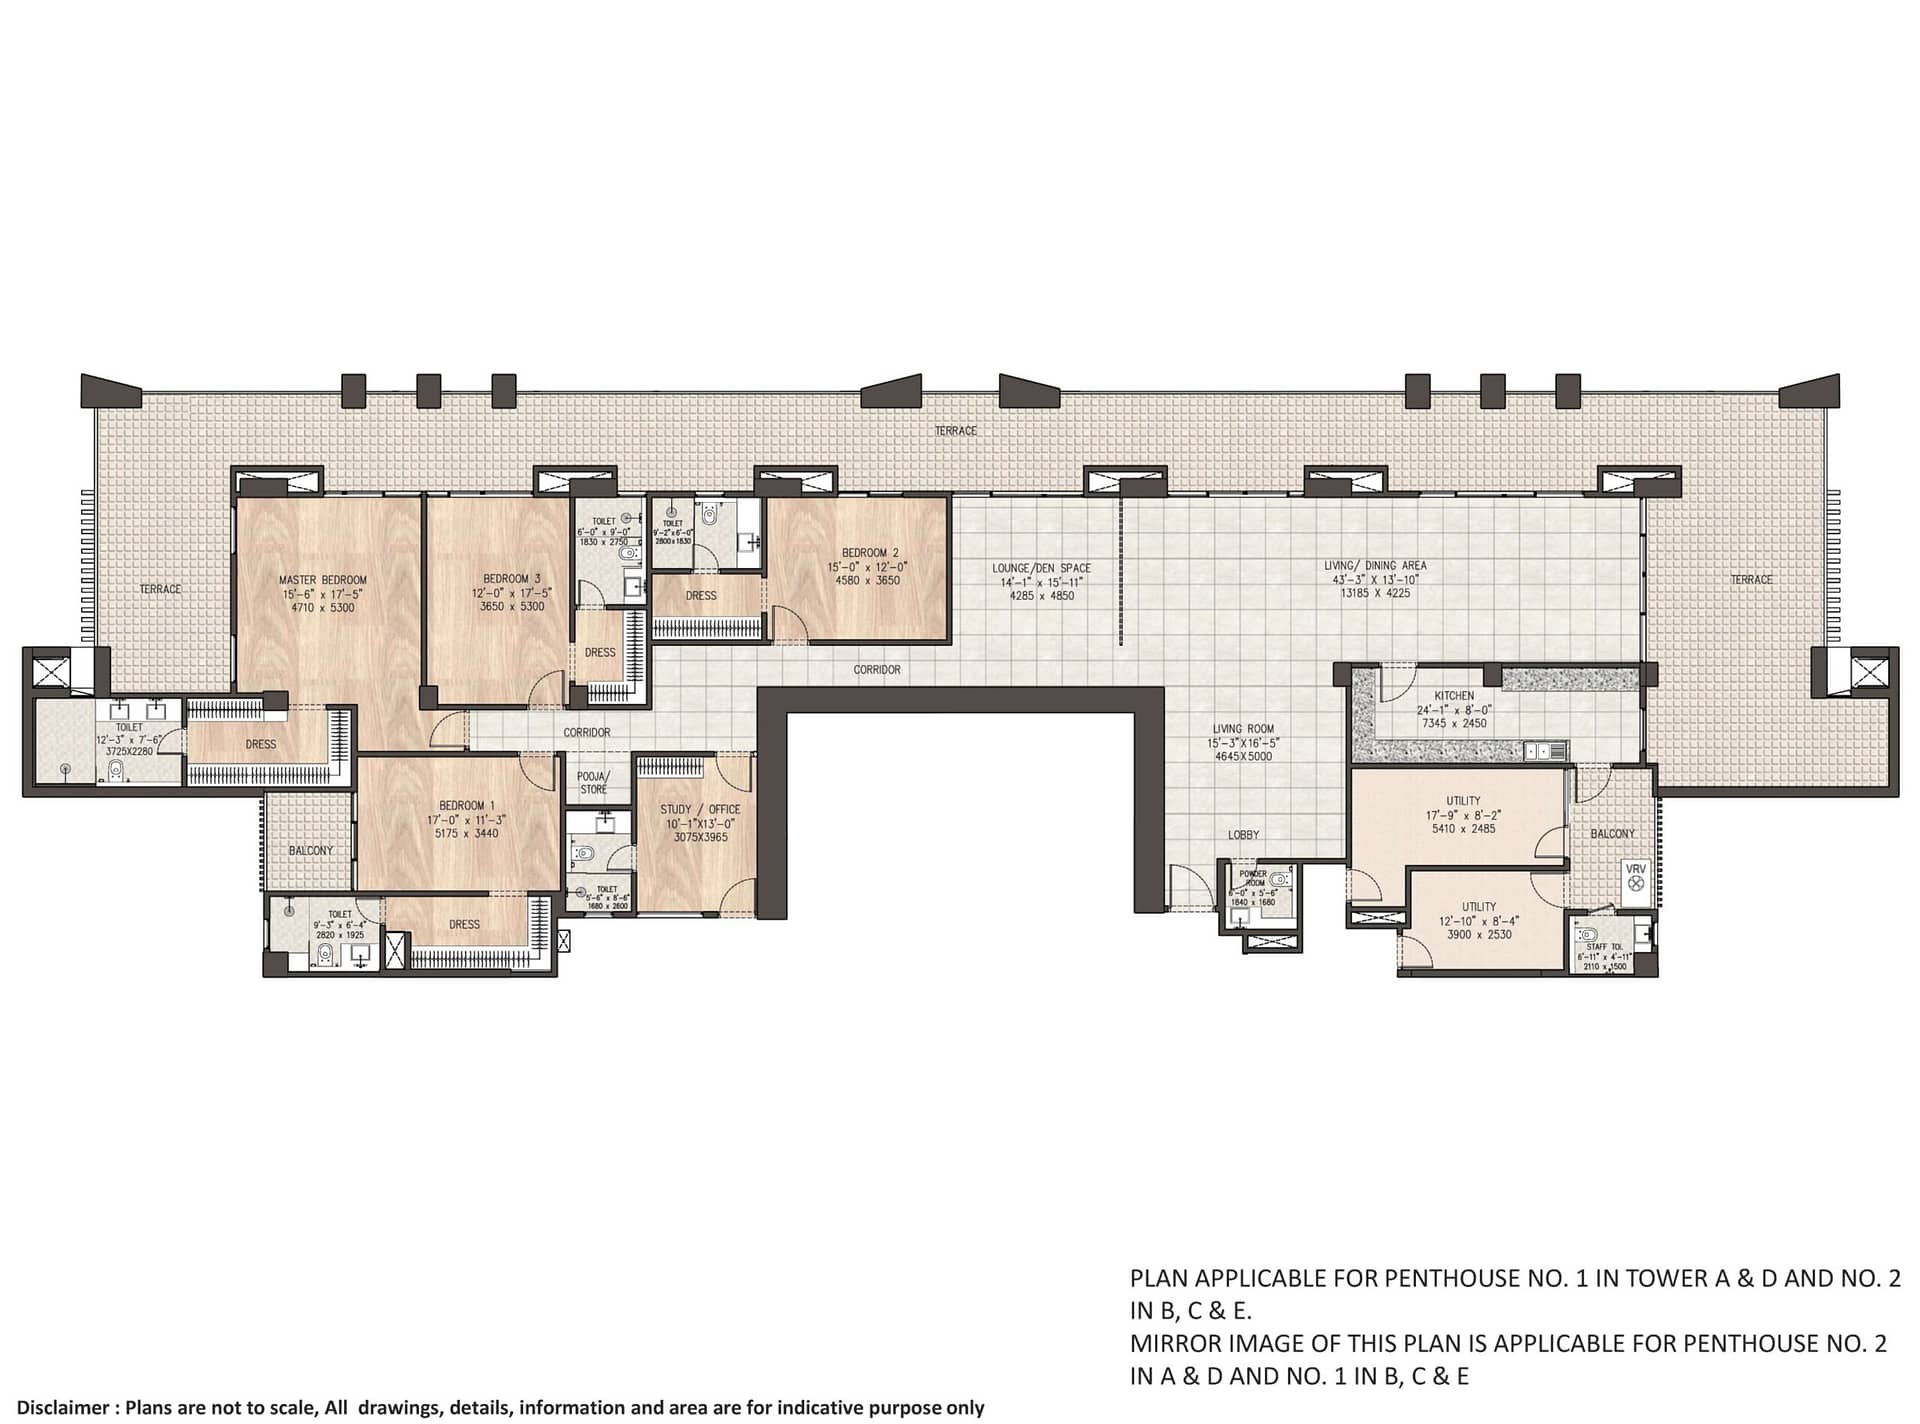 TERRACE
TERRACE
MASTER BEDROOM
15'-6" x 17'-5"
4710 x 5300
BEDROOM 3
12'-0" x 17'-5"
3650 x 5300
TOILET
6'-0" x 9'-0"
1830 x 2750
DRESS
TOILET
9'-2"x6'-0"
2800x1830
DRESS
BEDROOM 2
15'-0" x 12'-0"
4580 x 3650
LOUNGE/DEN SPACE
14'-1" x 15'-11"
4285 x 4850
LIVING/ DINING AREA
43'-3" X 13'-10"
13185 X 4225
TERRACE
CORRIDOR
TOILET
12'-3" x 7'-6"
3725X2280
DRESS
CORRIDOR
POOJA/
STORE
LIVING ROOM
15'-3"X16'-5"
4645X5000
KITCHEN
24'-1" x 8'-0"
7345 x 2450
BEDROOM 1
17'-0" x 11'-3"
5175 x 3440
BALCONY
STUDY / OFFICE
10'-1"X13'-0"
3075X3965
TOILET
5'-6" x 8'-6"
1680 x 2600
LOBBY
UTILITY
17'-9" x 8'-2"
5410 x 2485
BALCONY
VRV
POWDER
ROOM
6'-0" x 5'-6"
1840 x 1680
TOILET
9'-3" x 6'-4"
2820 x 1925
DRESS
UTILITY
12'-10" x 8'-4"
3900 x 2530
STAFF TOI.
6'-11" x 4'-11"
2110 x 1500
PLAN APPLICABLE FOR PENTHOUSE NO. 1 IN TOWER A & D AND NO. 2
IN B, C & E.
MIRROR IMAGE OF THIS PLAN IS APPLICABLE FOR PENTHOUSE NO. 2
IN A & D AND NO. 1 IN B, C & E
Disclaimer : Plans are not to scale, All drawings, details, information and area are for indicative purpose only